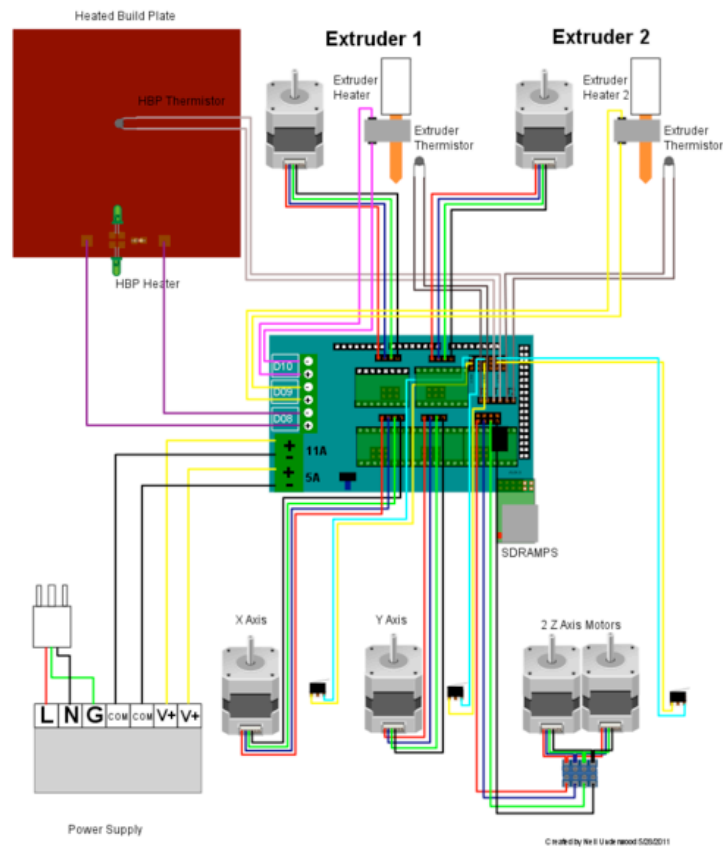 Heated Build Plate
Extruder 1
Extruder 2
HBP Thermistor
Extruder
Heater
Extruder
Thermistor
Extruder
Heater 2
Extruder
Thermistor
HBP Heater
D10
D09
D08
-
+
-
+
-
+
+
-
11A
+
-
5A
SDRAMPS
X Axis
Y Axis
2 Z Axis Motors
L N G COM COM V+ V+
Power Supply
Created by Neil Underwood 5/28/2011